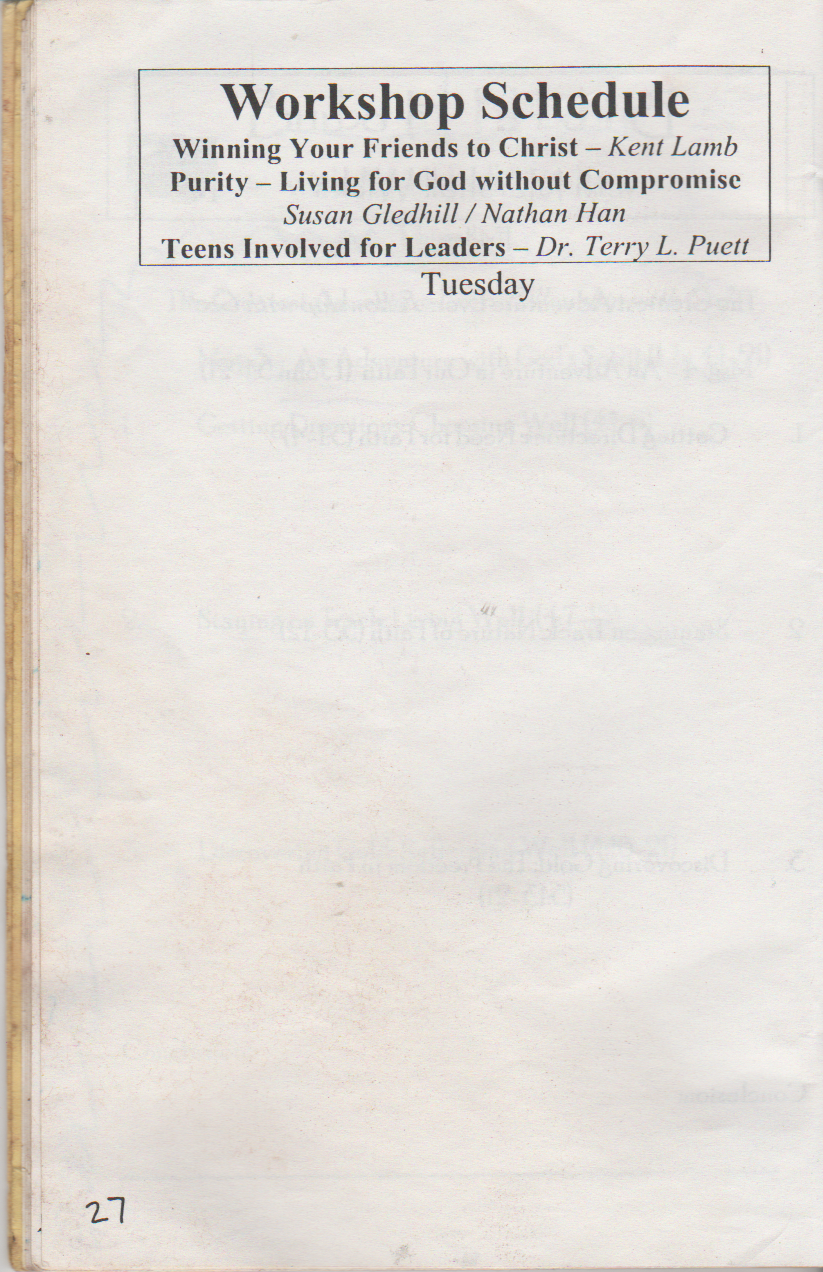 Workshop Schedule
Winning Your Friends to Christ – Kent Lamb
Purity – Living for God without Compromise
Susan Gledhill / Nathan Han
Teens Involved for Leaders – Dr. Terry L. Puett
Tuesday
27